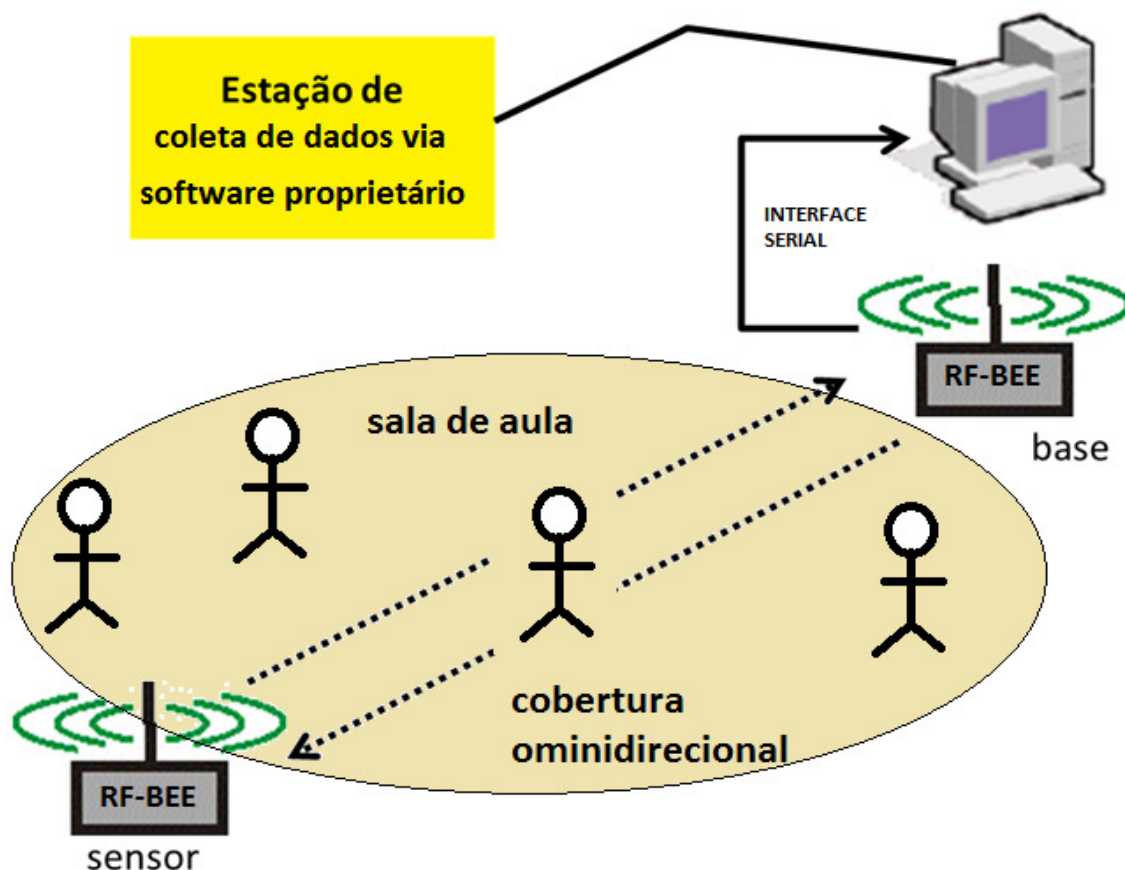 Estação de
coleta de dados via
software proprietário
INTERFACE
SERIAL
RF-BEE
base
sala de aula
cobertura
ominidirecional
RF-BEE
sensor